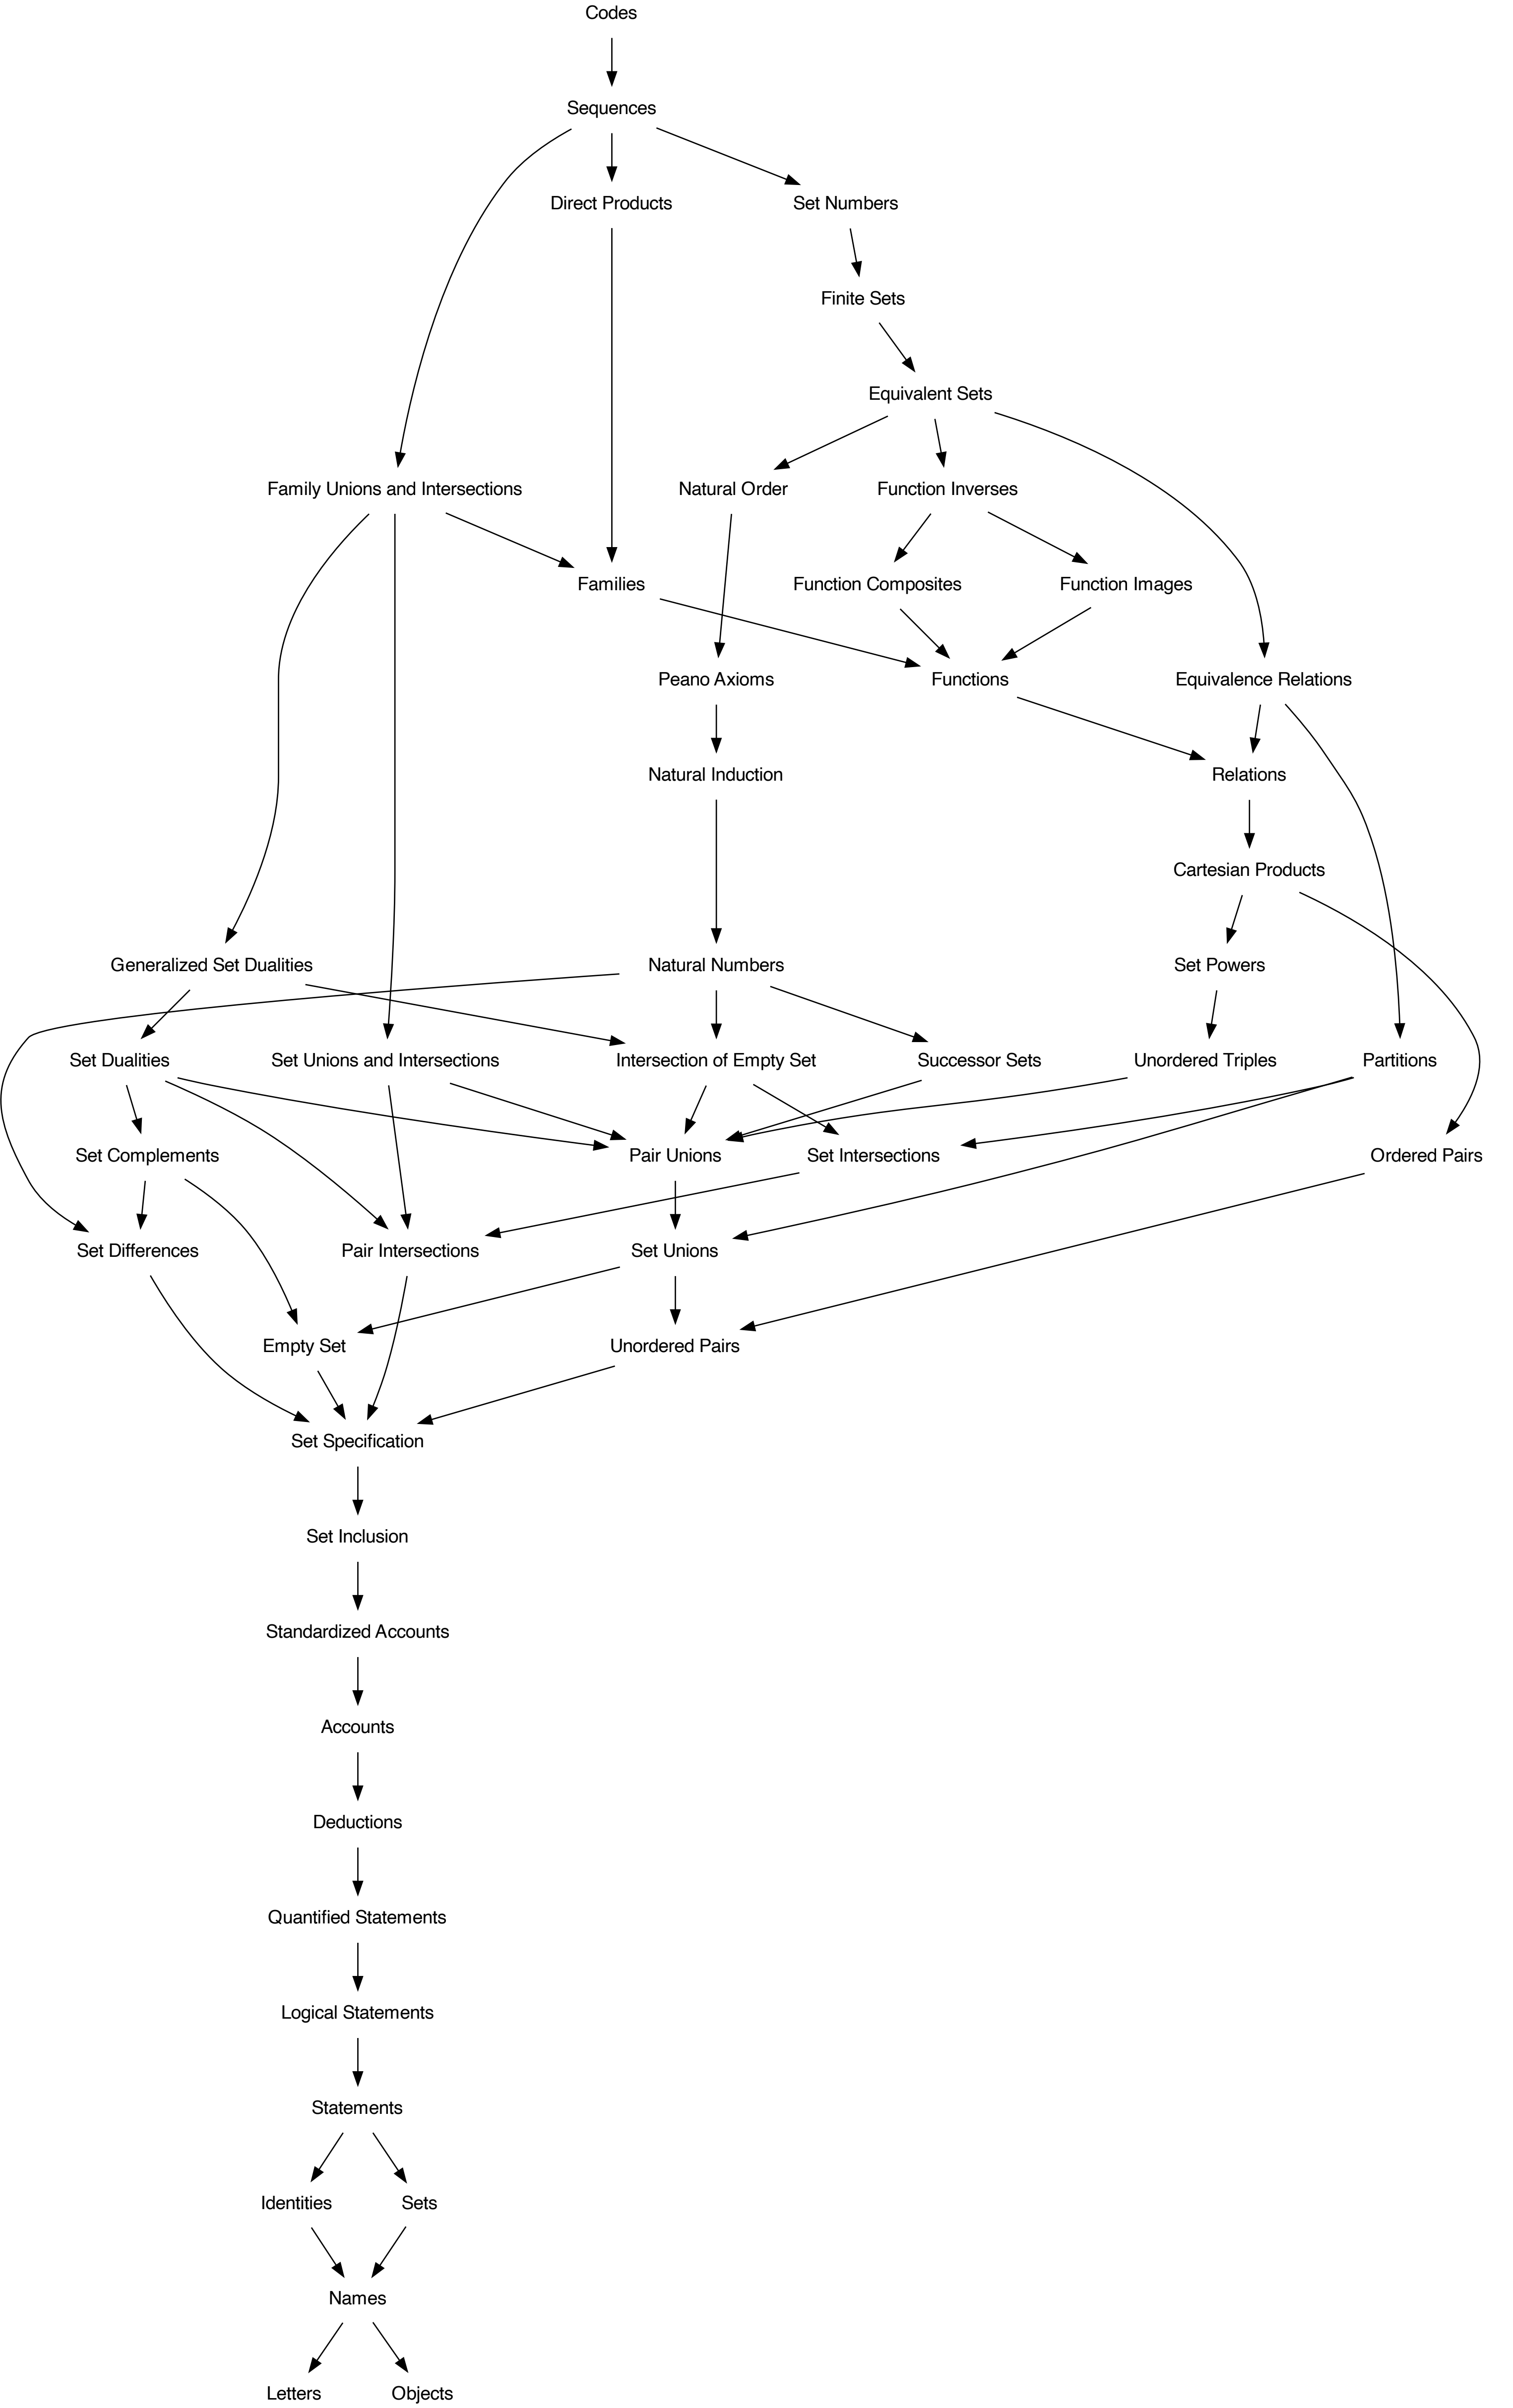 Codes
Sequences
Direct Products
Set Numbers
Finite Sets
Equivalent Sets
Family Unions and Intersections
Natural Order
Function Inverses
Families
Function Composites
Function Images
Peano Axioms
Functions
Equivalence Relations
Natural Induction
Relations
Cartesian Products
Generalized Set Dualities
Natural Numbers
Set Powers
Set Dualities
Set Unions and Intersections
Intersection of Empty Set
Successor Sets
Unordered Triples
Partitions
Set Complements
Pair Unions
Set Intersections
Ordered Pairs
Set Differences
Pair Intersections
Set Unions
Empty Set
Unordered Pairs
Set Specification
Set Inclusion
Standardized Accounts
Accounts
Deductions
Quantified Statements
Logical Statements
Statements
Identities
Sets
Names
Letters
Objects